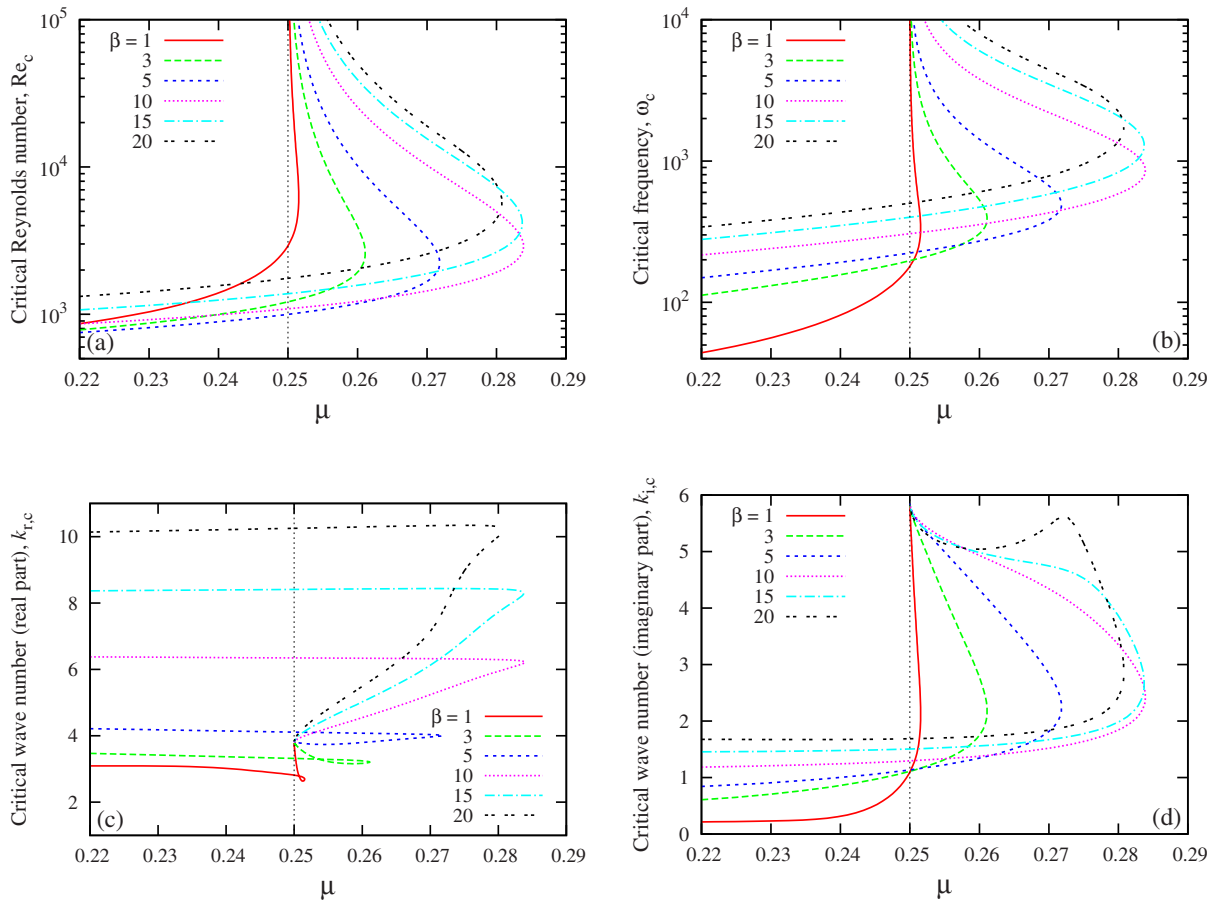 Critical Reynolds number, Re_c
10^5
10^4
10^3
β = 1
3
5
10
15
20
(a)
0.22 0.23 0.24 0.25 0.26 0.27 0.28 0.29
μ
Critical frequency, ω_c
10^4
10^3
10^2
β = 1
3
5
10
15
20
(b)
0.22 0.23 0.24 0.25 0.26 0.27 0.28 0.29
μ
Critical wave number (real part), k_{r,c}
10
8
6
4
2
β = 1
3
5
10
15
20
(c)
0.22 0.23 0.24 0.25 0.26 0.27 0.28 0.29
μ
Critical wave number (imaginary part), k_{i,c}
6
5
4
3
2
1
0
β = 1
3
5
10
15
20
(d)
0.22 0.23 0.24 0.25 0.26 0.27 0.28 0.29
μ